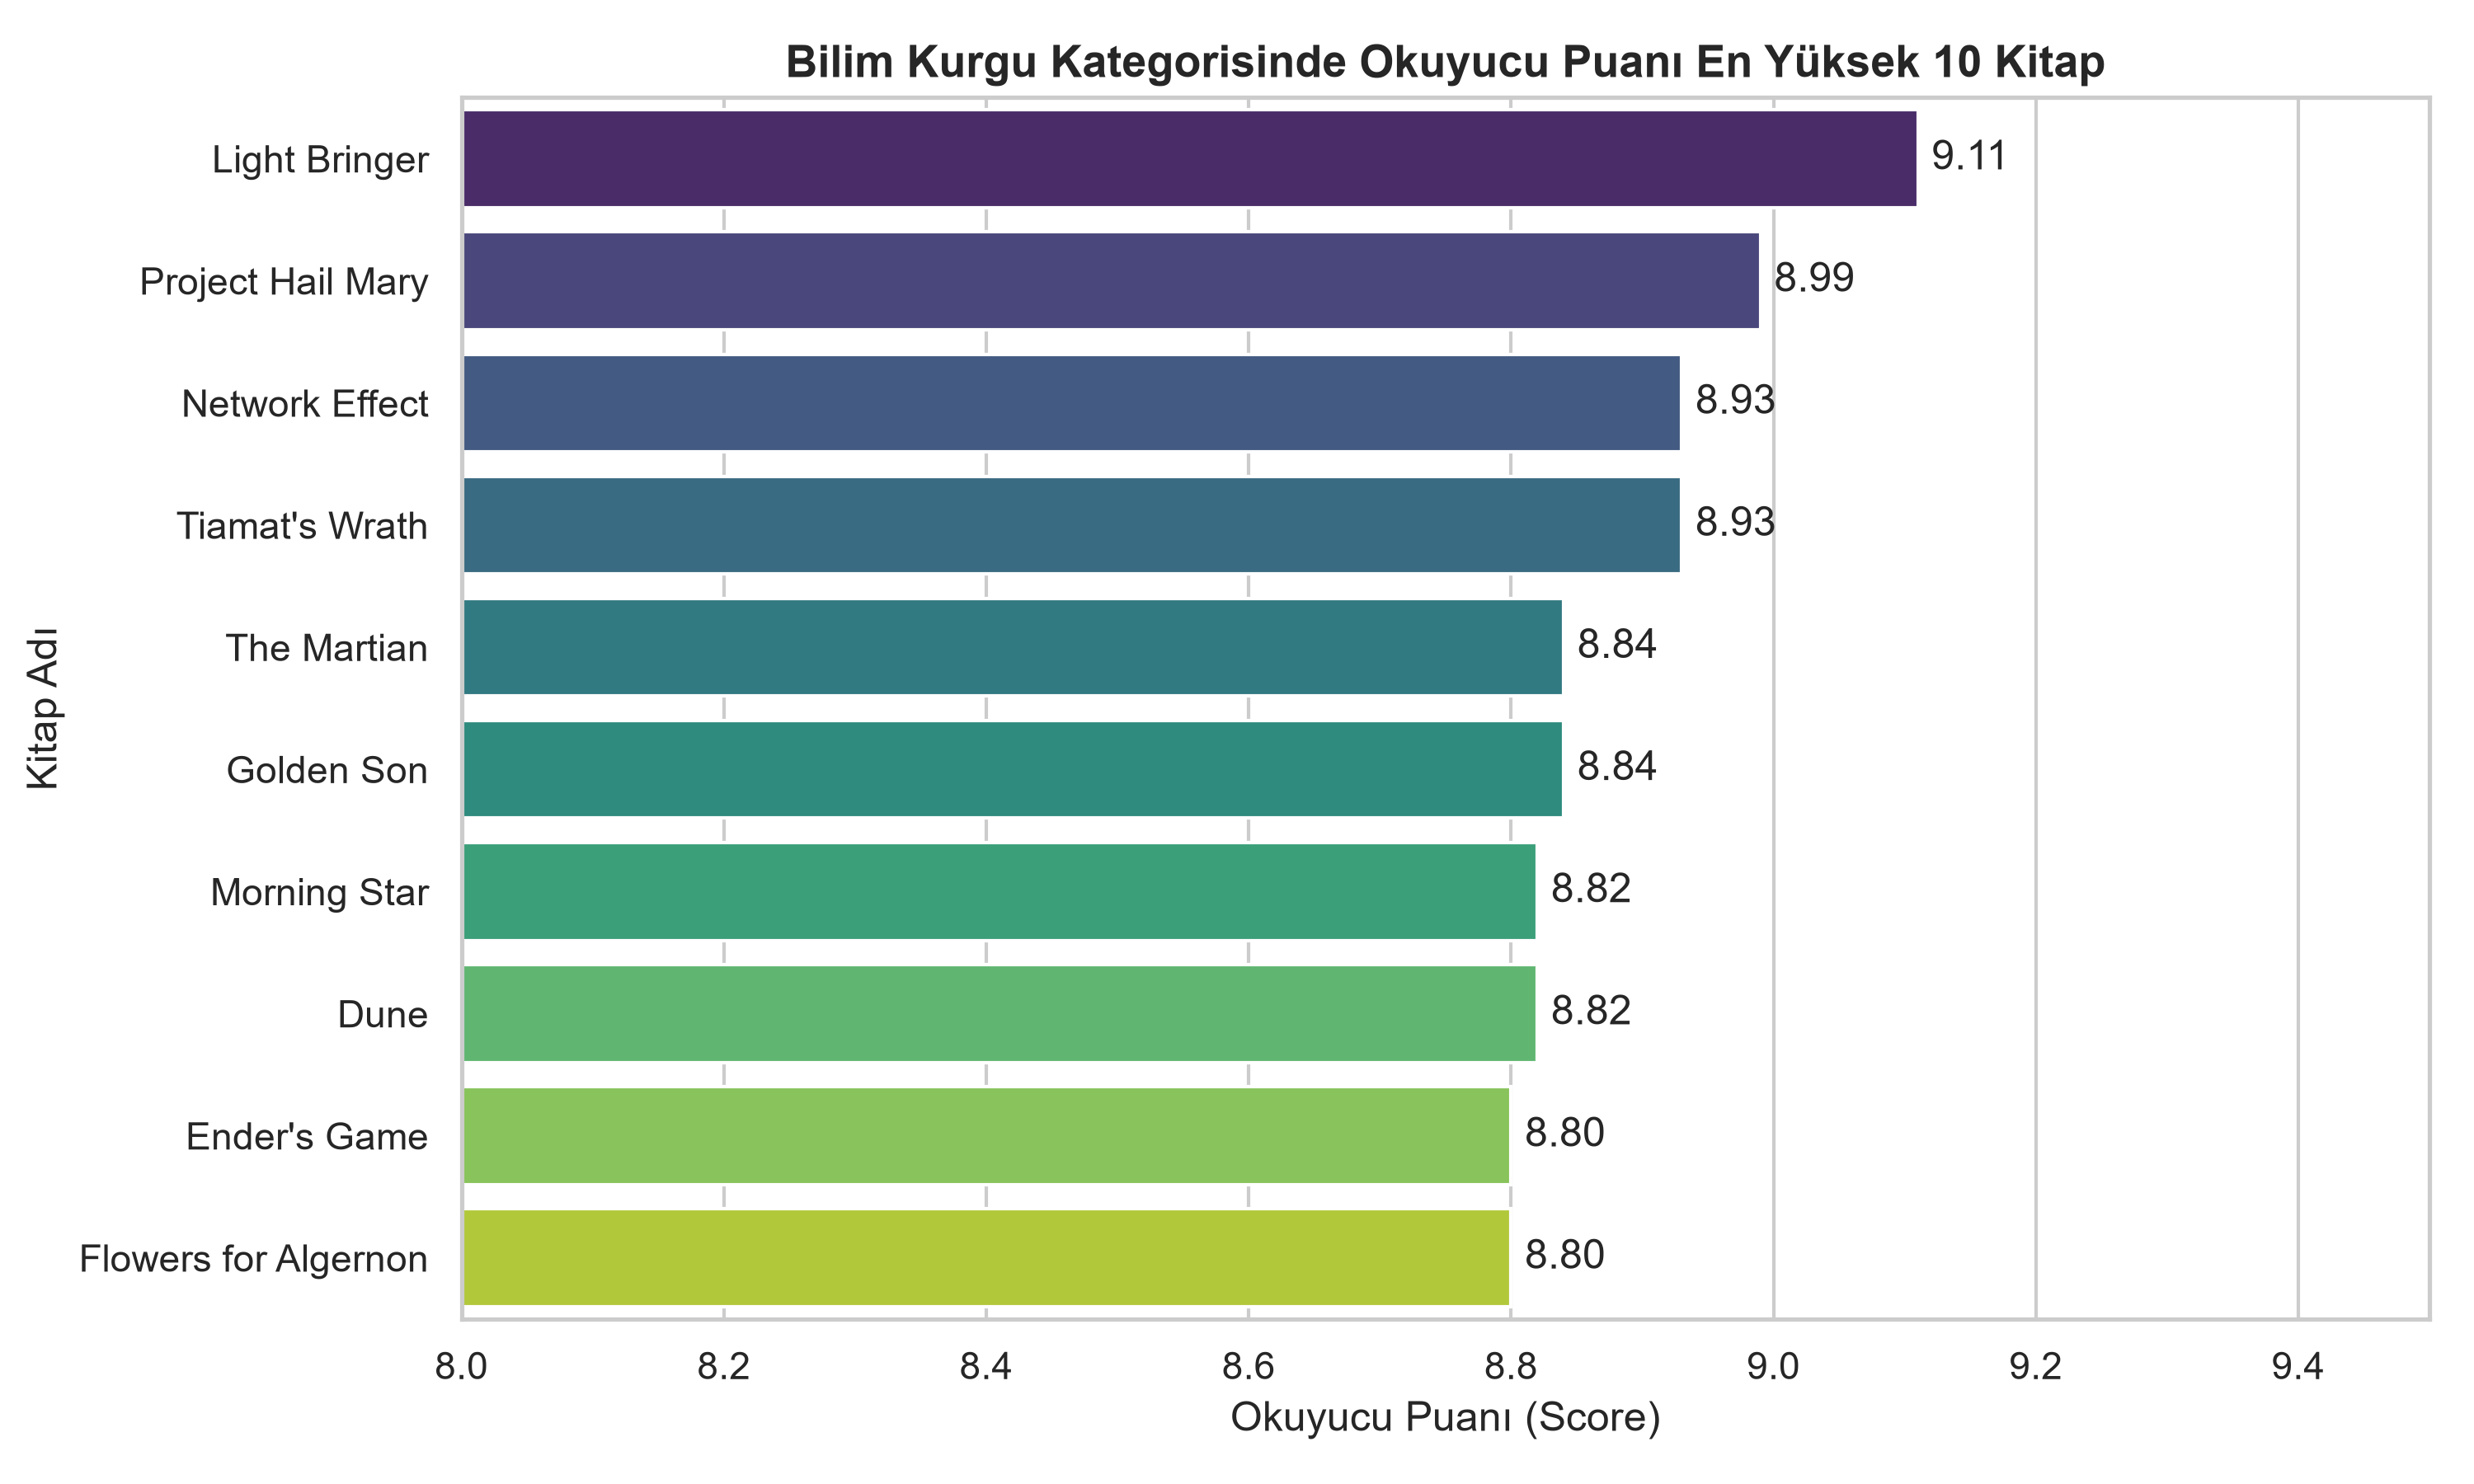 Bilim Kurgu Kategorisinde Okuyucu Puanı En Yüksek 10 Kitap
Light Bringer 9.11
Project Hail Mary 8.99
Network Effect 8.93
Tiamat's Wrath 8.93
The Martian 8.84
Golden Son 8.84
Morning Star 8.82
Dune 8.82
Ender's Game 8.80
Flowers for Algernon 8.80
Kitap Adı
8.0 8.2 8.4 8.6 8.8 9.0 9.2 9.4
Okuyucu Puanı (Score)